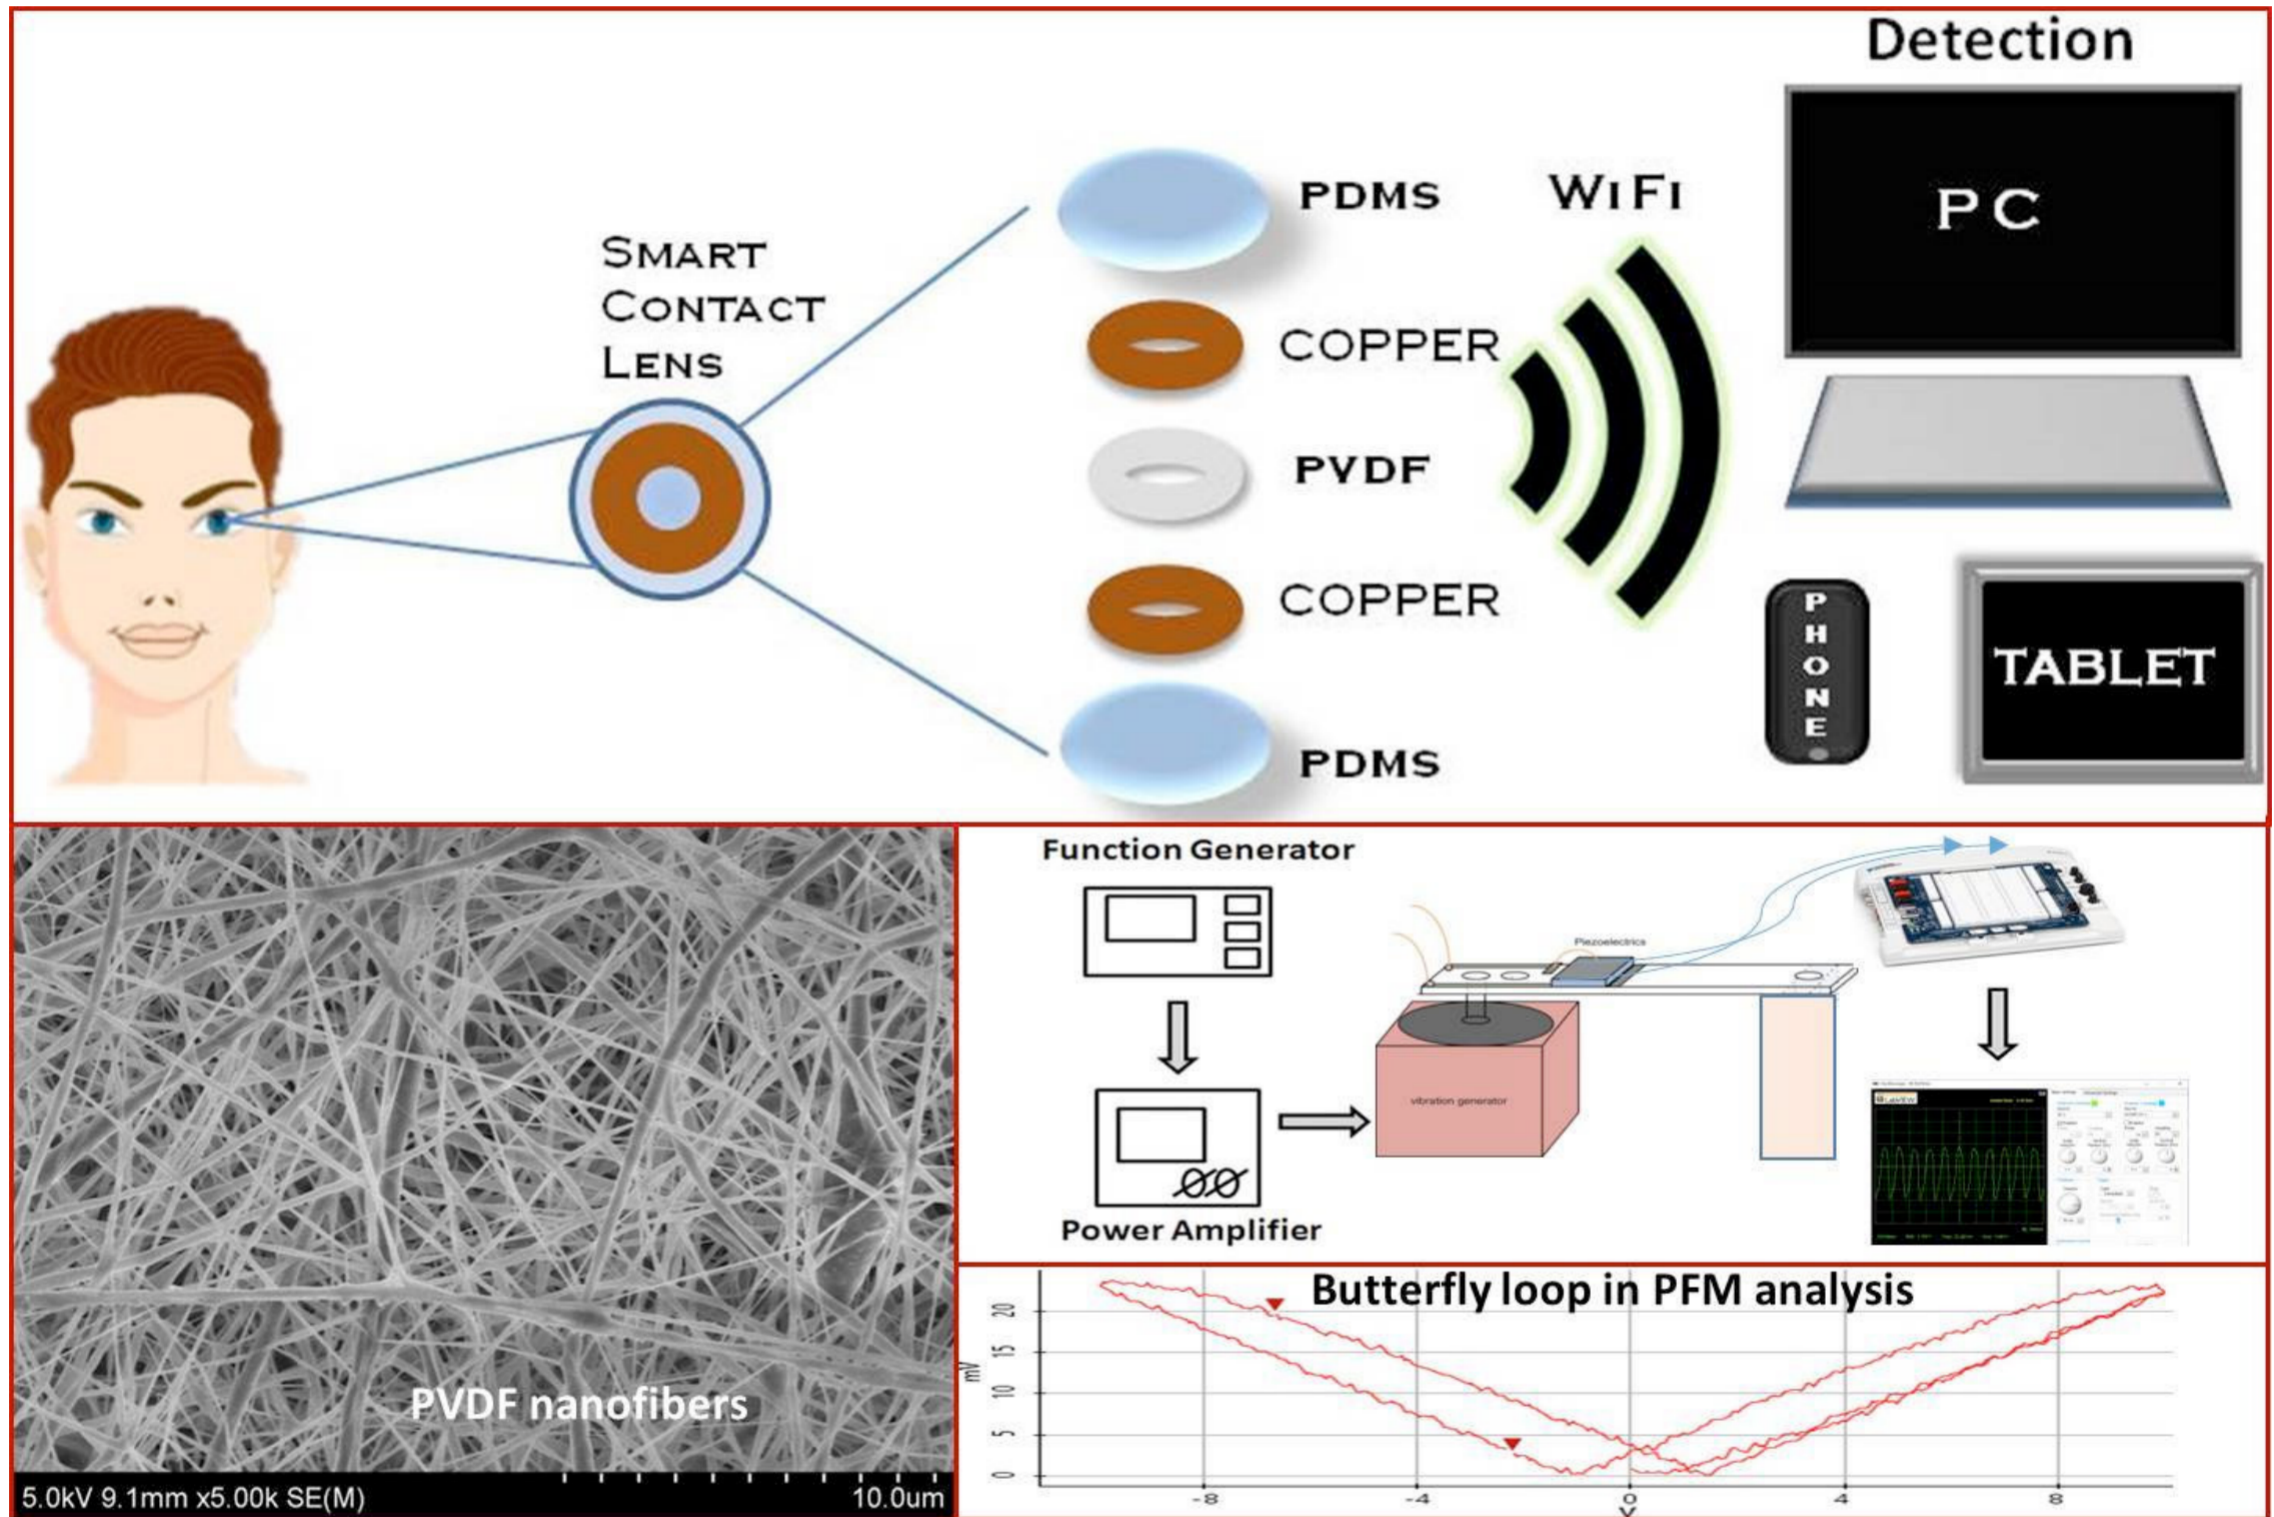 Detection
PC
PDMS
WIFI
SMART
CONTACT
LENS
COPPER
PVDF
COPPER
PHONE
TABLET
PDMS
Function Generator
Piezoelectrics
vibration generator
Power Amplifier
LabVIEW
PVDF nanofibers
5.0kV 9.1mm x5.00k SE(M)
10.0um
Butterfly loop in PFM analysis
mV
20
15
10
5
0
-8
-4
0
4
8
V